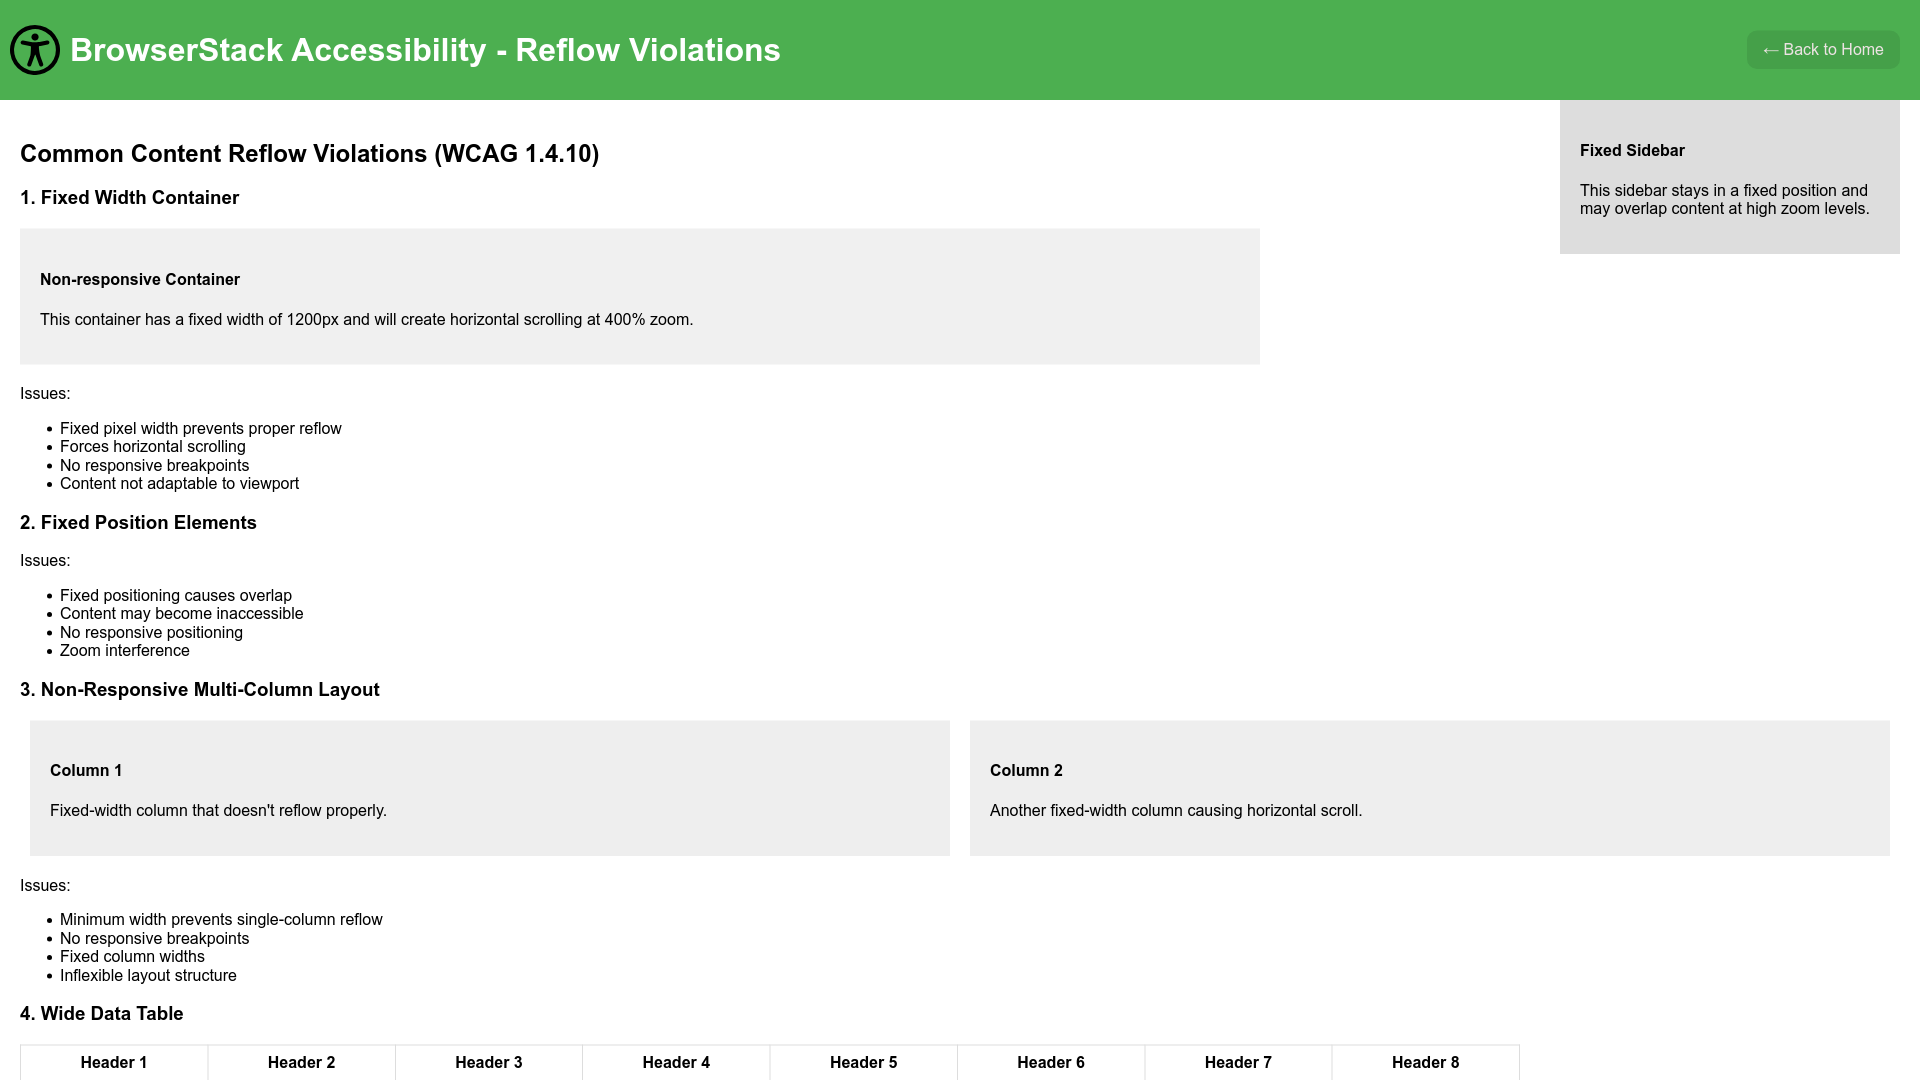 BrowserStack Accessibility - Reflow Violations
← Back to Home
Common Content Reflow Violations (WCAG 1.4.10)
1. Fixed Width Container
Non-responsive Container
This container has a fixed width of 1200px and will create horizontal scrolling at 400% zoom.
Issues:
• Fixed pixel width prevents proper reflow
• Forces horizontal scrolling
• No responsive breakpoints
• Content not adaptable to viewport
2. Fixed Position Elements
Issues:
• Fixed positioning causes overlap
• Content may become inaccessible
• No responsive positioning
• Zoom interference
3. Non-Responsive Multi-Column Layout
Column 1
Fixed-width column that doesn't reflow properly.
Column 2
Another fixed-width column causing horizontal scroll.
Issues:
• Minimum width prevents single-column reflow
• No responsive breakpoints
• Fixed column widths
• Inflexible layout structure
4. Wide Data Table
Header 1 Header 2 Header 3 Header 4 Header 5 Header 6 Header 7 Header 8
Fixed Sidebar
This sidebar stays in a fixed position and
may overlap content at high zoom levels.